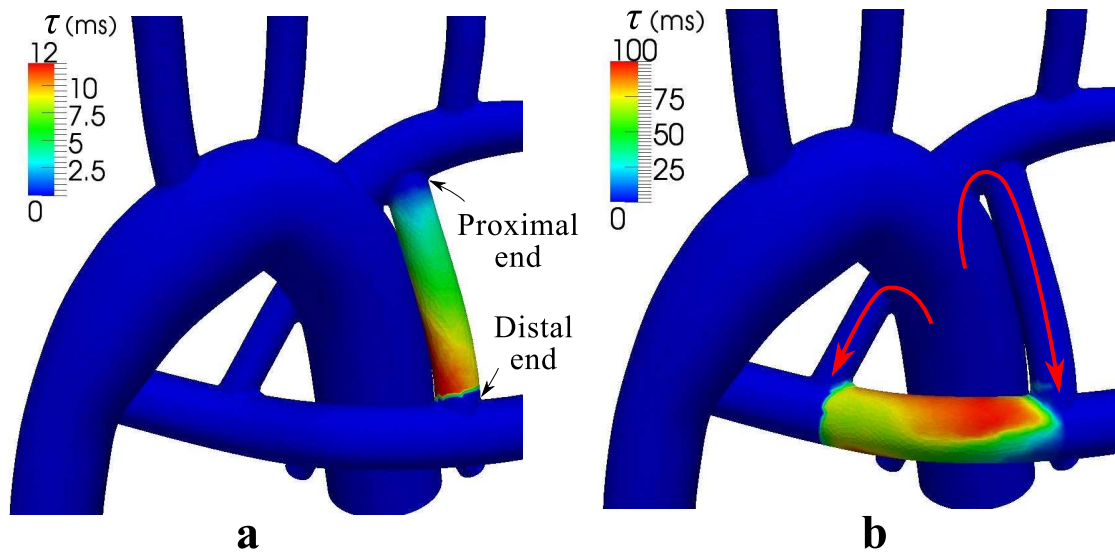 τ (ms)
12
10
7.5
5
2.5
0
Proximal
end
Distal
end
a
τ (ms)
100
75
50
25
0
b